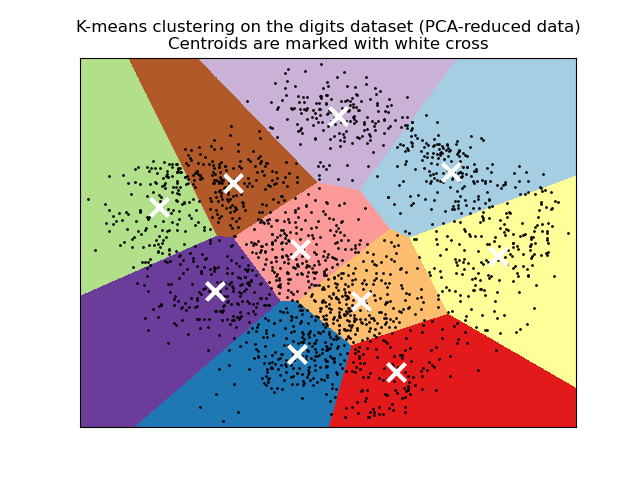 K-means clustering on the digits dataset (PCA-reduced data)
Centroids are marked with white cross